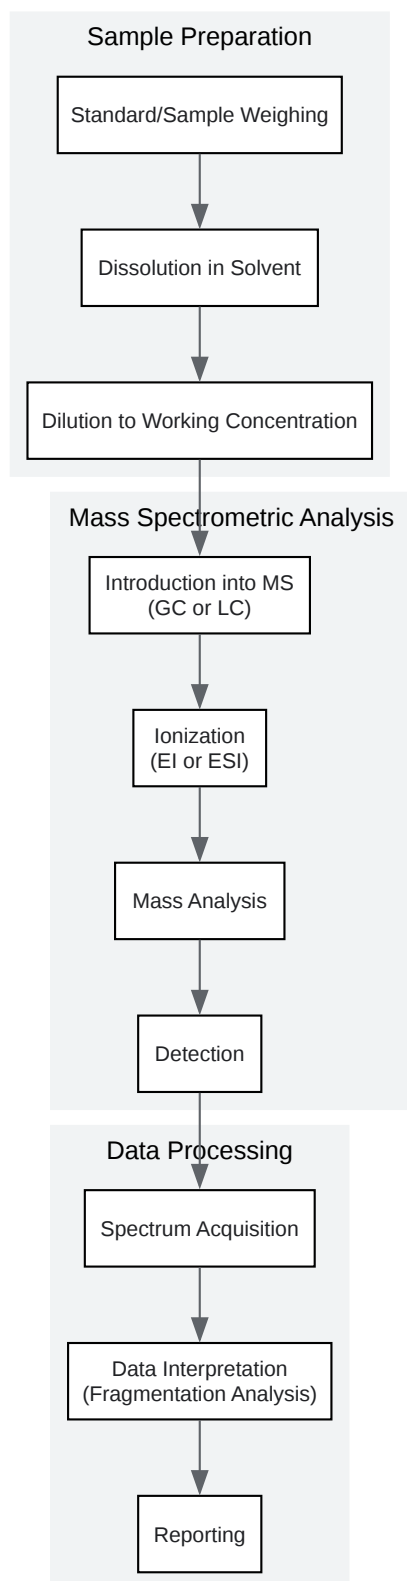 Sample Preparation
Standard/Sample Weighing
Dissolution in Solvent
Dilution to Working Concentration
Mass Spectrometric Analysis
Introduction into MS
(GC or LC)
Ionization
(EI or ESI)
Mass Analysis
Detection
Data Processing
Spectrum Acquisition
Data Interpretation
(Fragmentation Analysis)
Reporting